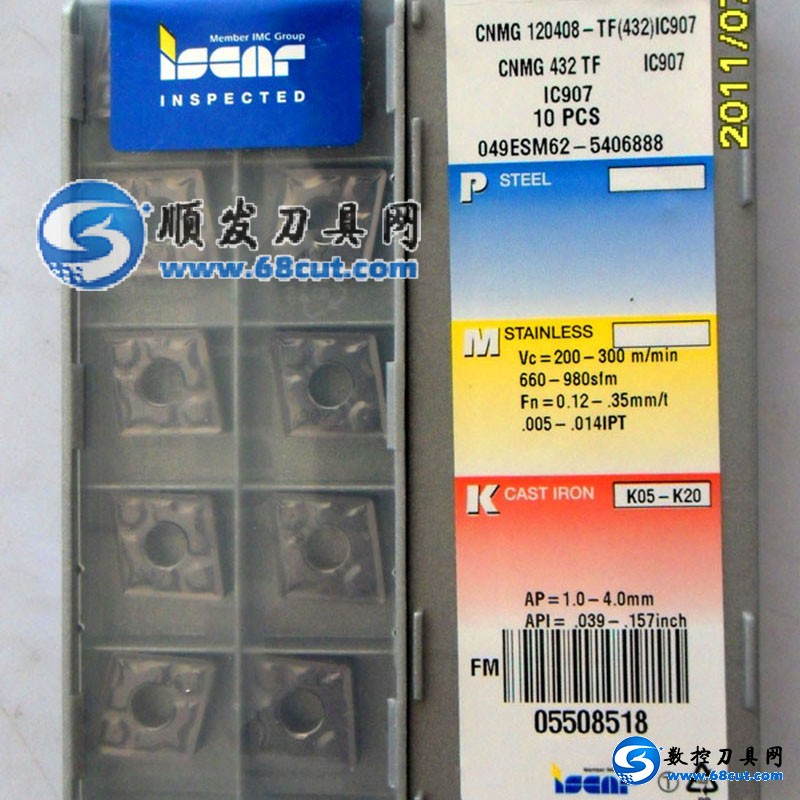 Member IMC Group
iscar
INSPECTED
顺发刀具网
www.68cut.com
CNMG 120408-TF(432)IC907
CNMG 432 TF IC907
IC907
10 PCS
049ESM62-5406888
P STEEL
M STAINLESS
Vc=200-300 m/min
660-980sfm
Fn=0.12-.35mm/t
.005-.014IPT
K CAST IRON K05-K20
AP=1.0-4.0mm
API= .039-.157inch
FM
05508518
iscar
数控刀具网
www.68cut.com
2011/07